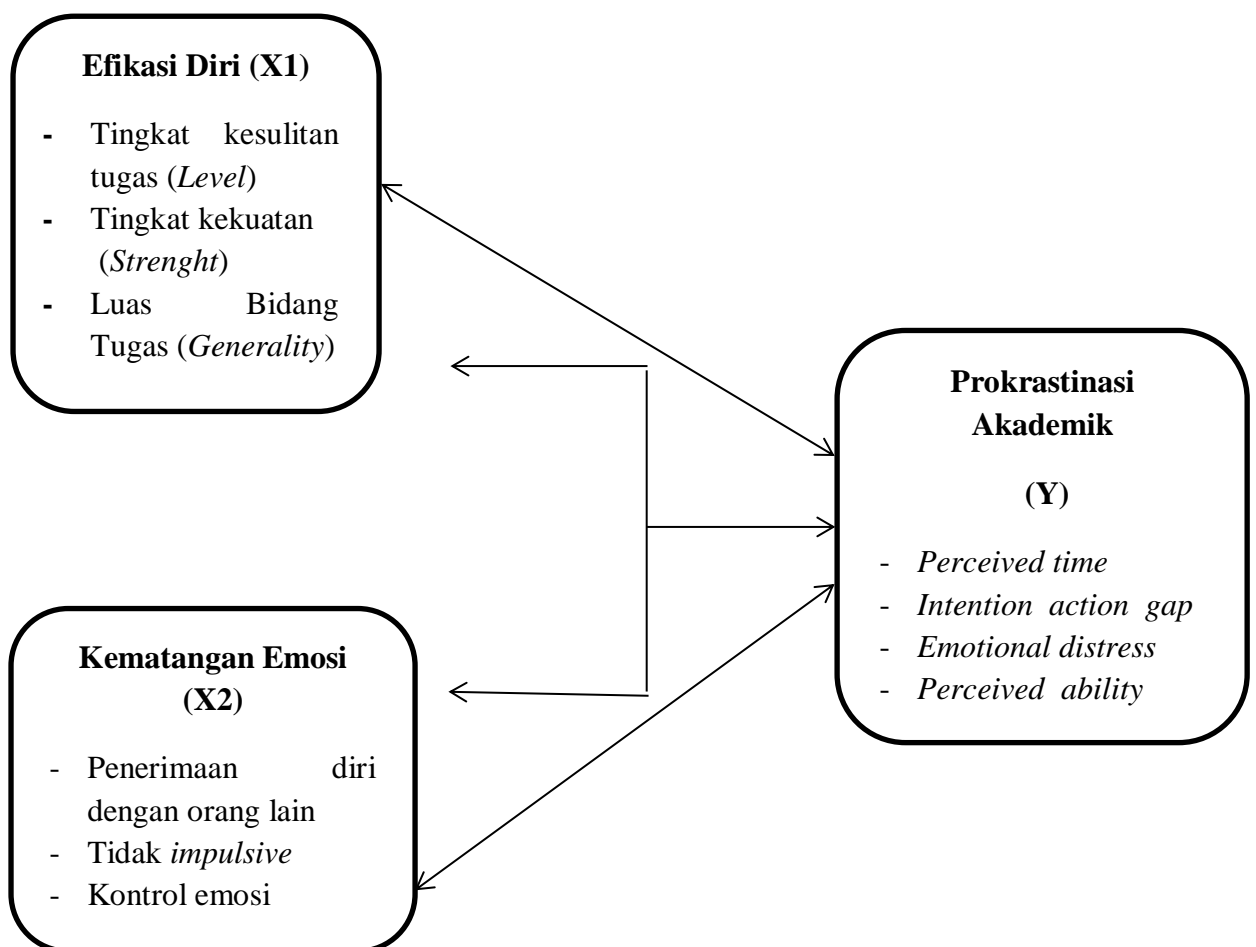 Efikasi Diri (X1)
- Tingkat kesulitan
tugas (Level)
- Tingkat kekuatan
(Strenght)
- Luas Bidang
Tugas (Generality)
Kematangan Emosi
(X2)
- Penerimaan diri
dengan orang lain
- Tidak impulsive
- Kontrol emosi
Prokrastinasi
Akademik
(Y)
- Perceived time
- Intention action gap
- Emotional distress
- Perceived ability